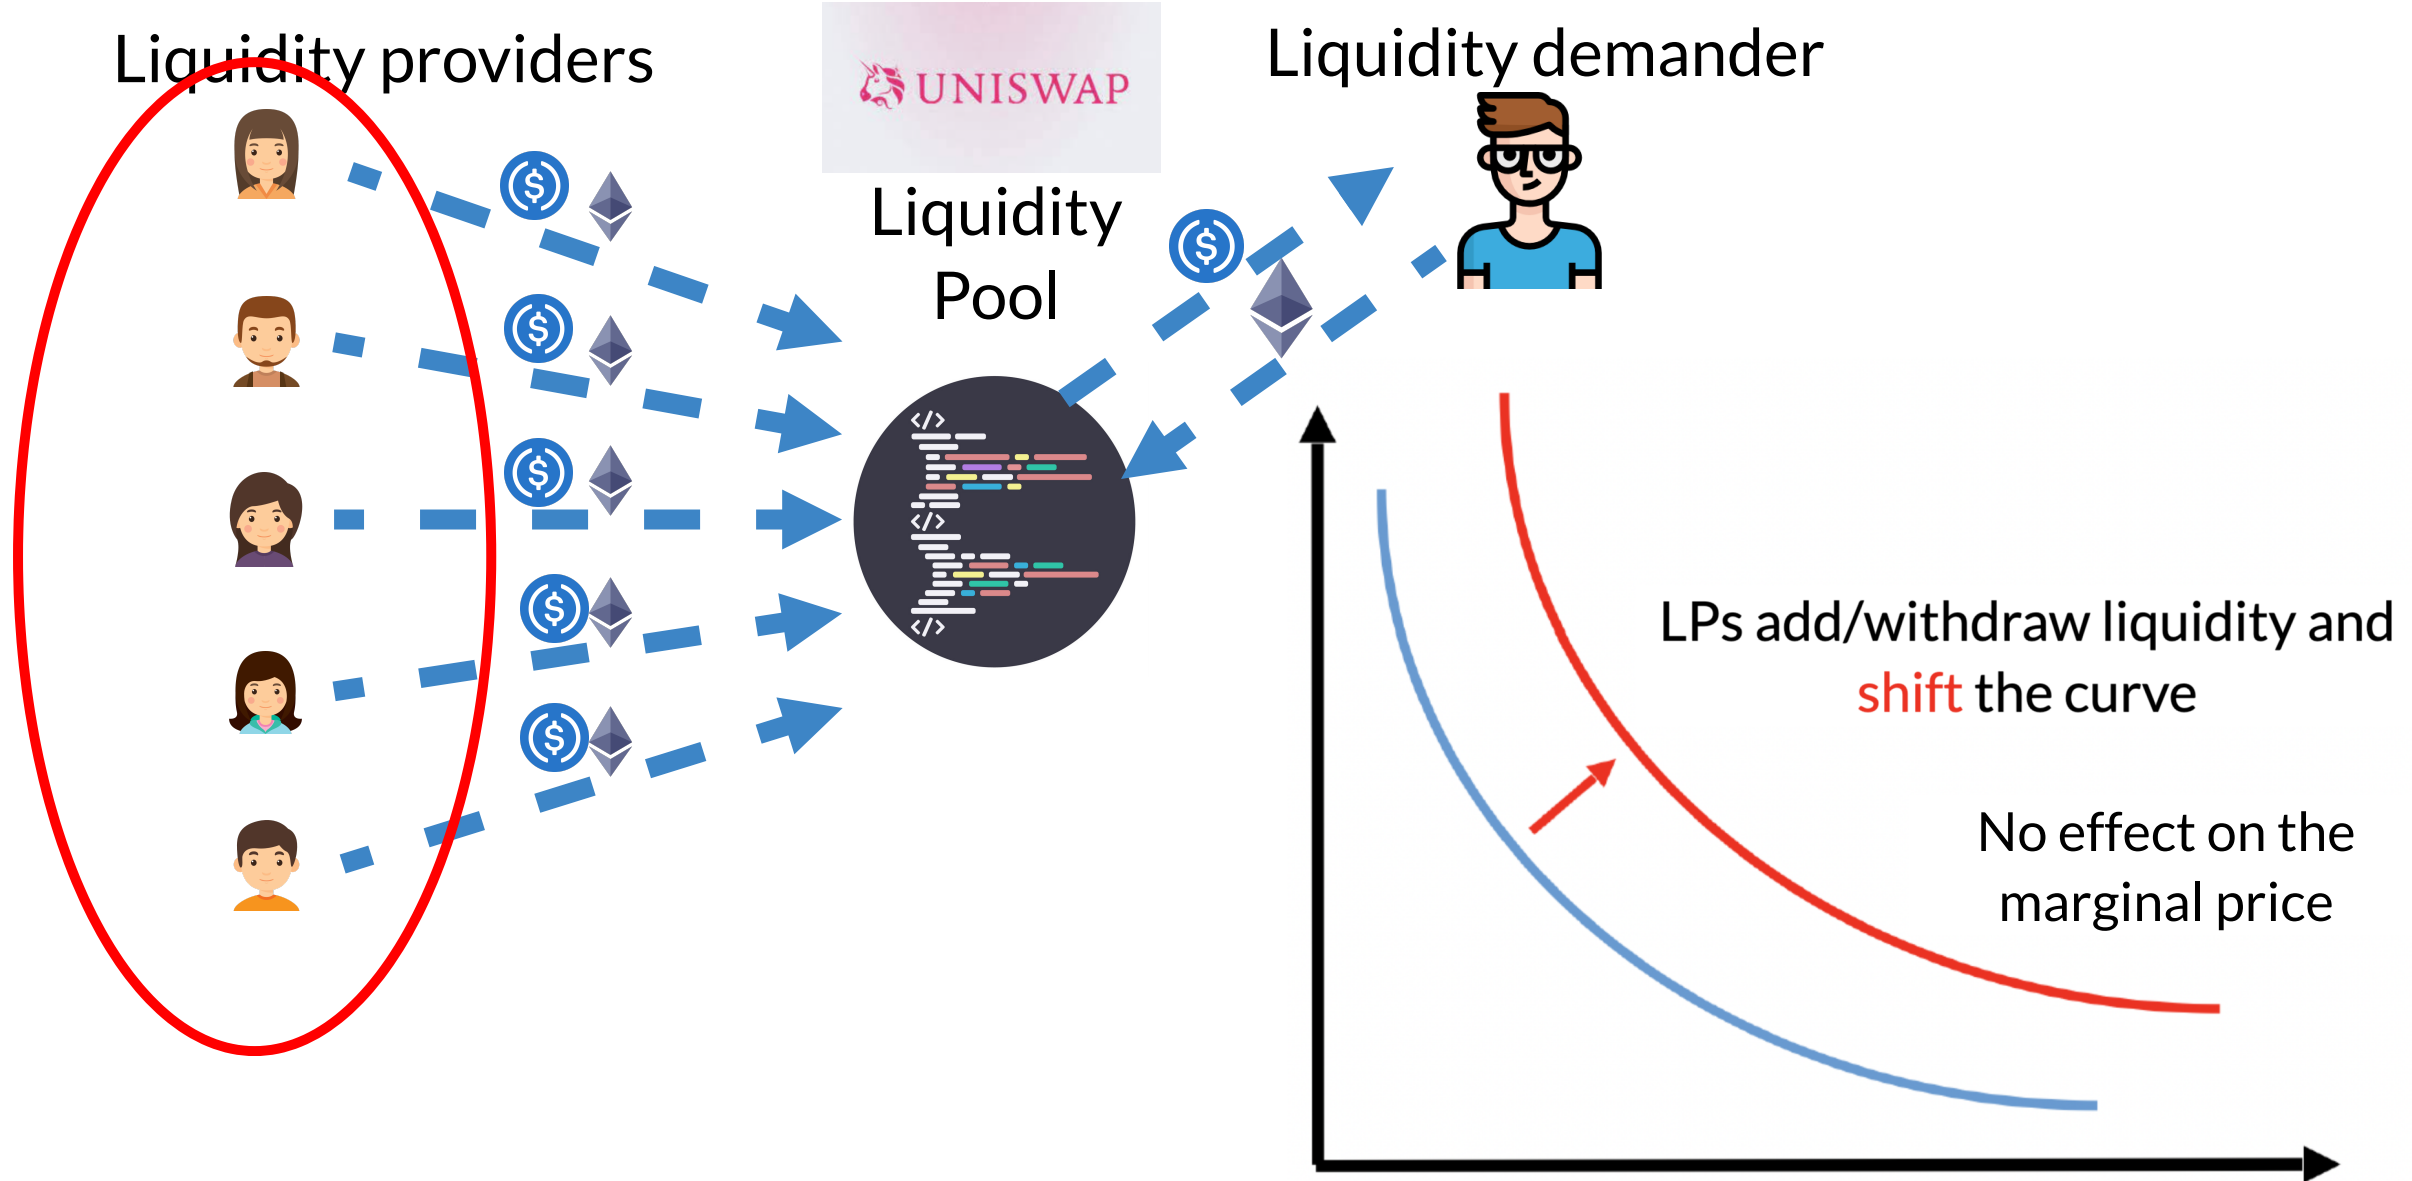 Liquidity providers
UNISWAP
Liquidity
Pool
Liquidity demander
$
$
$
$
$
$
</>
</>
</>
LPs add/withdraw liquidity and
shift the curve
No effect on the
marginal price